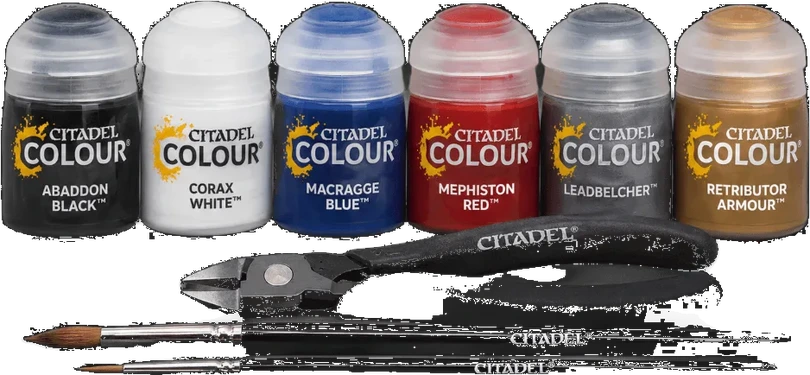 CITADEL
COLOUR®
ABADDON
BLACK™
CITADEL
COLOUR®
CORAX
WHITE™
CITADEL
COLOUR®
MACRAGGE
BLUE™
CITADEL
COLOUR®
MEPHISTON
RED™
CITADEL
COLOUR®
LEADBELCHER™
CITADEL
COLOUR®
RETRIBUTOR
ARMOUR™
CITADEL®
CITADEL
CITADEL